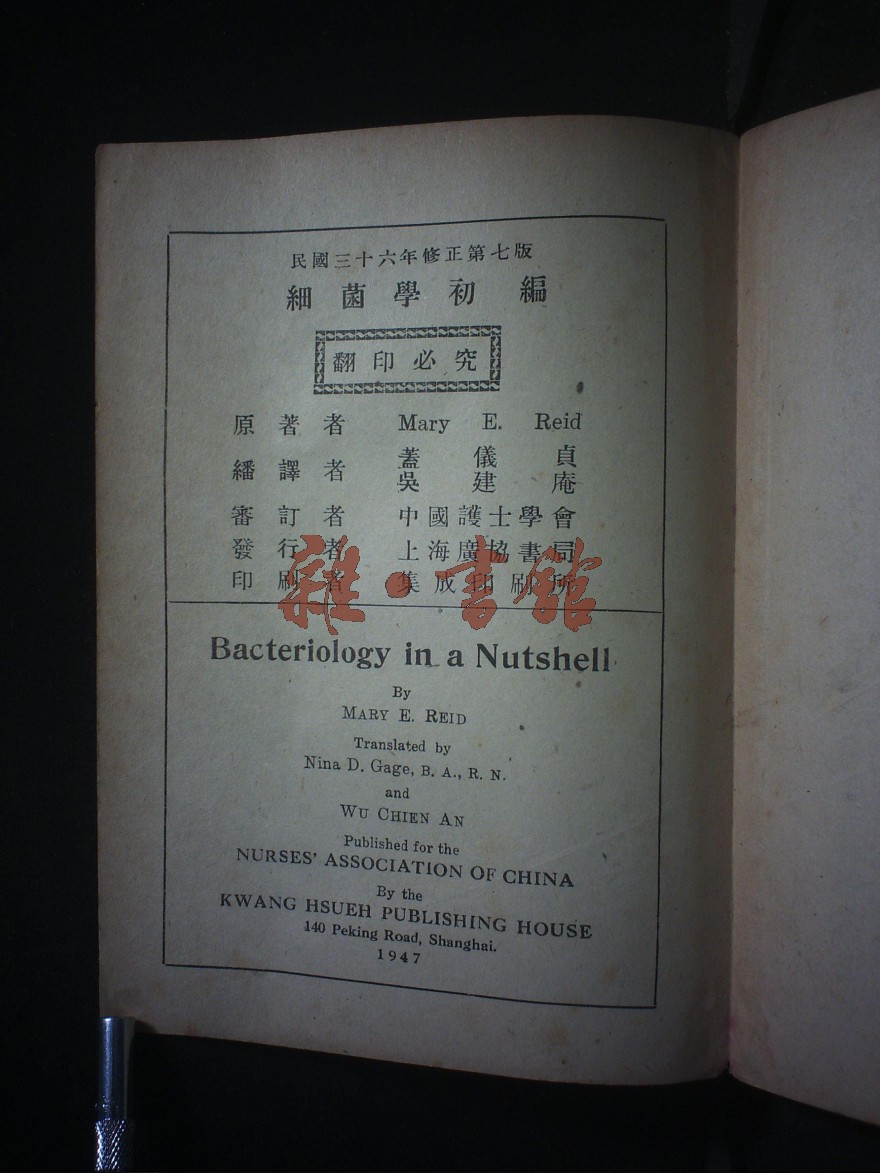 民國三十六年修正第七版
細菌學初編
翻印必究
原著者 Mary E. Reid
繙譯者 蓋儀貞
吳建庵
審訂者 中國護士學會
發行者 上海廣協書局
印刷者 集成印刷所
雜·書館
Bacteriology in a Nutshell
By
MARY E. REID
Translated by
Nina D. Gage, B. A., R. N.
and
WU CHIEN AN
Published for the
NURSES' ASSOCIATION OF CHINA
By the
KWANG HSUEH PUBLISHING HOUSE
140 Peking Road, Shanghai.
1947